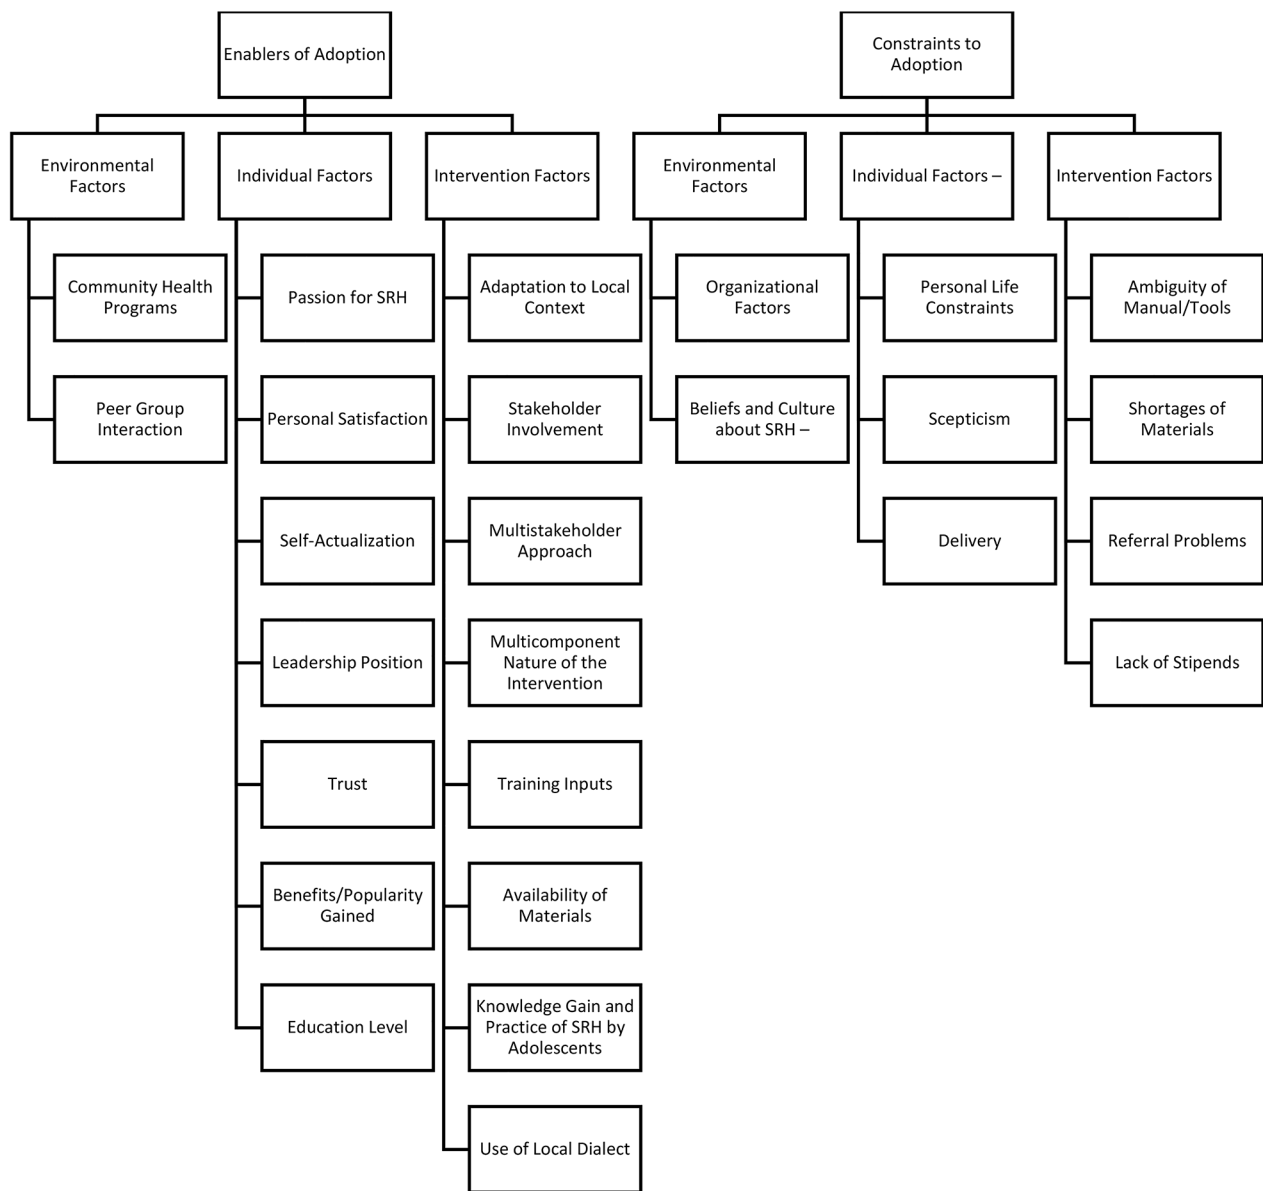 Enablers of Adoption
Environmental
Factors
Community Health
Programs
Peer Group
Interaction
Individual Factors
Passion for SRH
Personal Satisfaction
Self-Actualization
Leadership Position
Trust
Benefits/Popularity
Gained
Education Level
Intervention Factors
Adaptation to Local
Context
Stakeholder
Involvement
Multistakeholder
Approach
Multicomponent
Nature of the
Intervention
Training Inputs
Availability of
Materials
Knowledge Gain and
Practice of SRH by
Adolescents
Use of Local Dialect
Constraints to
Adoption
Environmental
Factors
Organizational
Factors
Beliefs and Culture
about SRH –
Individual Factors –
Personal Life
Constraints
Scepticism
Delivery
Intervention Factors
Ambiguity of
Manual/Tools
Shortages of
Materials
Referral Problems
Lack of Stipends